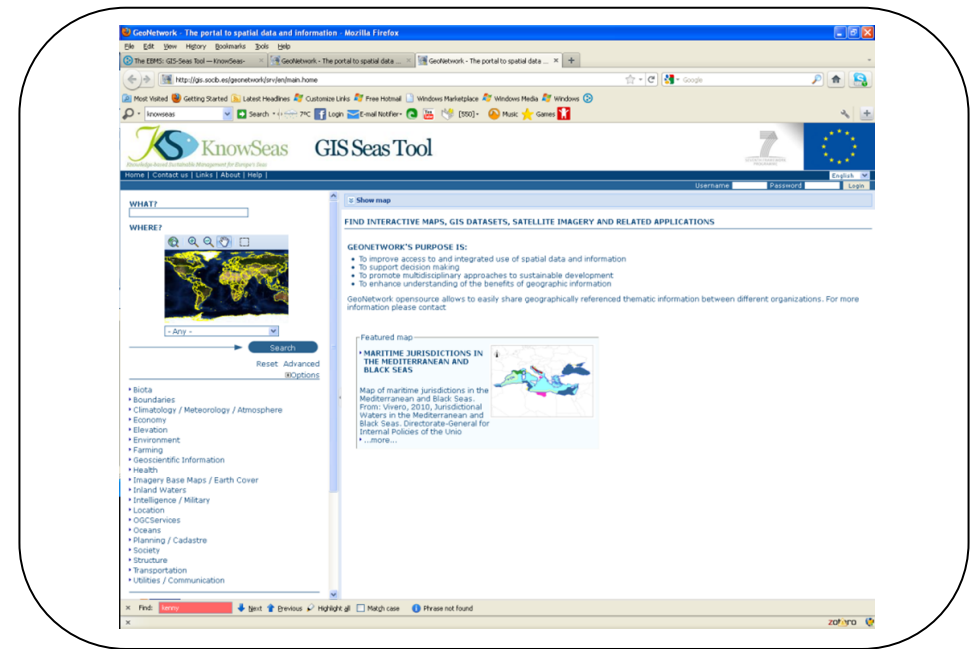 GeoNetwork - The portal to spatial data and information - Mozilla Firefox
File Edit View History Bookmarks Tools Help
The EBMS: GIS-Seas Tool — KnowSeas- × GeoNetwork - The portal to spatial data ... × GeoNetwork - The portal to spatial data ... × +
http://gis.socib.es/geonetwork/srv/en/main.home Google
Most Visited Getting Started Latest Headlines Customize Links Free Hotmail Windows Marketplace Windows Media Windows
knowseas Search 7°C Login E-mail Notifier [550] Music Games
KS KnowSeas GIS Seas Tool
Knowledge-based Sustainable Management for Europe's Seas
Home | Contact us | Links | About | Help | English
Username Password Login
WHAT?
WHERE?
- Any -
Search
Reset Advanced
Options
Biota
Boundaries
Climatology / Meteorology / Atmosphere
Economy
Elevation
Environment
Farming
Geoscientific Information
Health
Imagery Base Maps / Earth Cover
Inland Waters
Intelligence / Military
Location
OGCServices
Oceans
Planning / Cadastre
Society
Structure
Transportation
Utilities / Communication
Show map
FIND INTERACTIVE MAPS, GIS DATASETS, SATELLITE IMAGERY AND RELATED APPLICATIONS
GEONETWORK'S PURPOSE IS:
• To improve access to and integrated use of spatial data and information
• To support decision making
• To promote multidisciplinary approaches to sustainable development
• To enhance understanding of the benefits of geographic information
GeoNetwork opensource allows to easily share geographically referenced thematic information between different organizations. For more
information please contact
Featured map
MARITIME JURISDICTIONS IN
THE MEDITERRANEAN AND
BLACK SEAS
Map of maritime jurisdictions in the
Mediterranean and Black Seas.
From: Vivero, 2010, Jurisdictional
Waters in the Mediterranean and
Black Seas. Directorate-General for
Internal Policies of the Unio
...more...
× Find: kenny Next Previous Highlight all Match case Phrase not found
× zotero